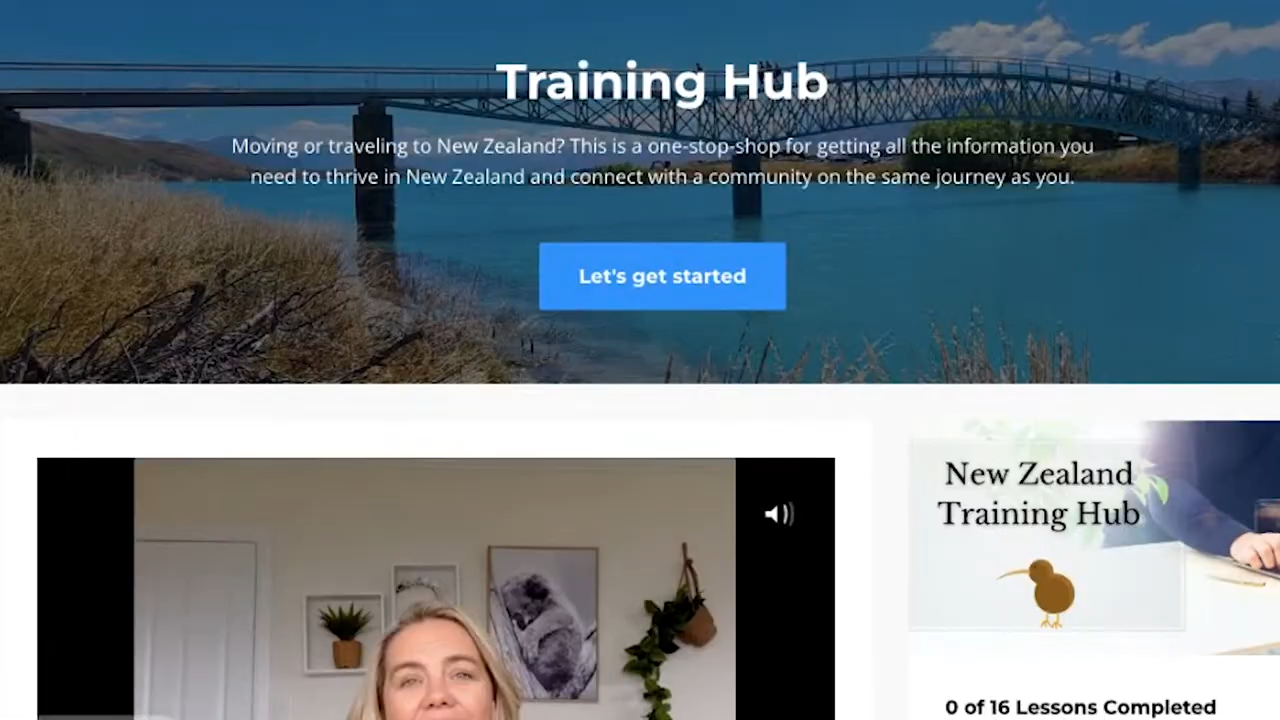 Training Hub
Moving or traveling to New Zealand? This is a one-stop-shop for getting all the information you
need to thrive in New Zealand and connect with a community on the same journey as you.
Let's get started
New Zealand
Training Hub
0 of 16 Lessons Completed